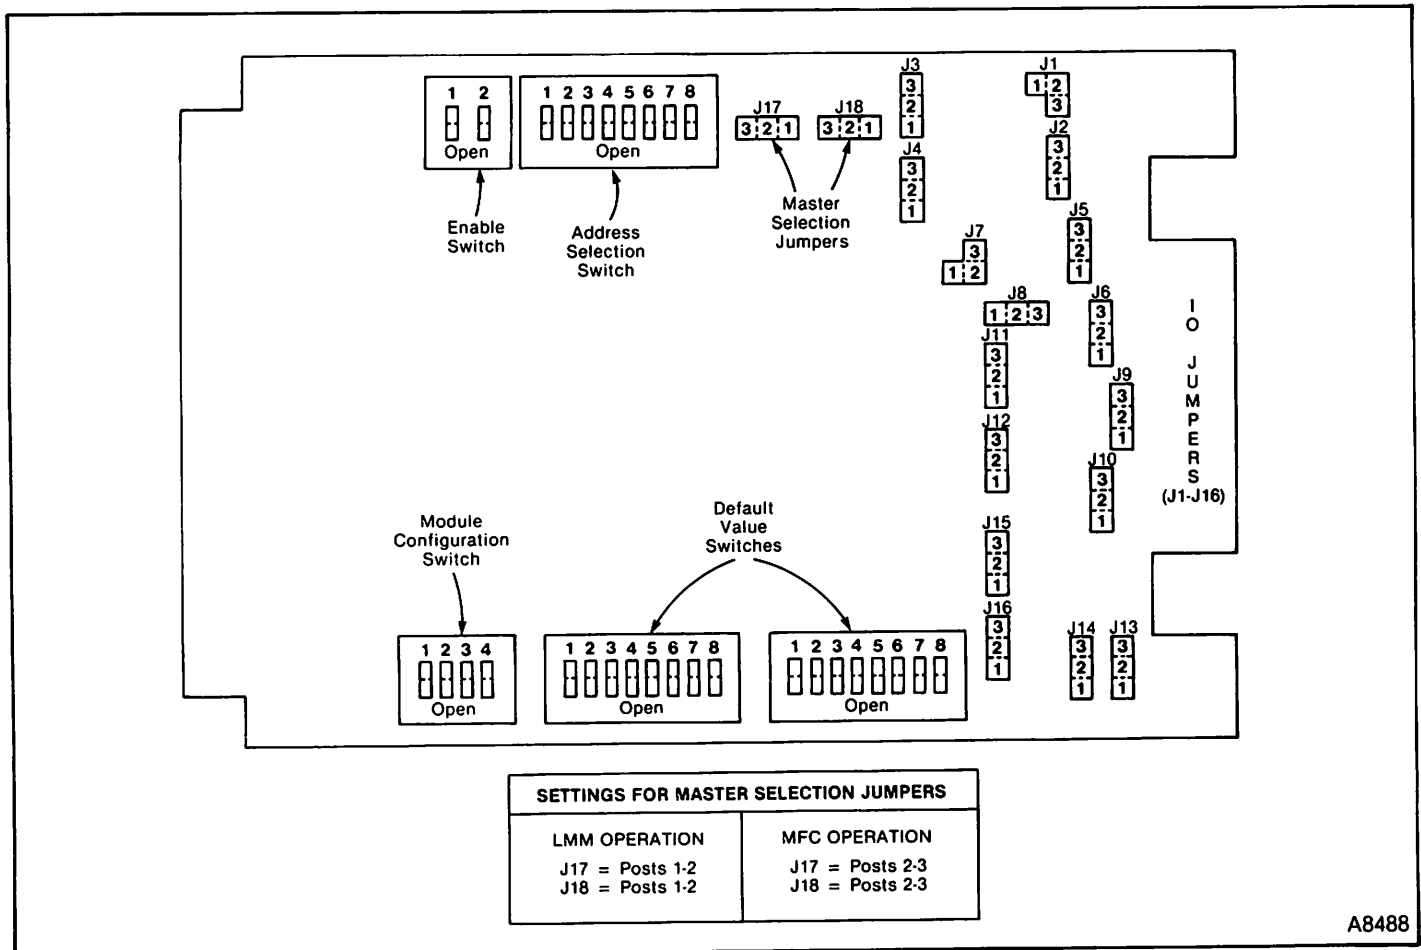 1 2
Open
Enable
Switch
1 2 3 4 5 6 7 8
Open
Address
Selection
Switch
J17
3 2 1
J18
3 2 1
Master
Selection
Jumpers
J3
3
2
1
J4
3
2
1
J1
1 2
3
J2
3
2
1
J5
3
2
1
J7
3
1 2
J8
1 2 3
J6
3
2
1
J11
3
2
1
J9
3
2
1
J12
3
2
1
J10
3
2
1
IO JUMPERS
(J1-J16)
J15
3
2
1
J16
3
2
1
J14
3
2
1
J13
3
2
1
Module
Configuration
Switch
1 2 3 4
Open
Default
Value
Switches
1 2 3 4 5 6 7 8
Open
1 2 3 4 5 6 7 8
Open
SETTINGS FOR MASTER SELECTION JUMPERS
LMM OPERATION
J17 = Posts 1-2
J18 = Posts 1-2
MFC OPERATION
J17 = Posts 2-3
J18 = Posts 2-3
A8488